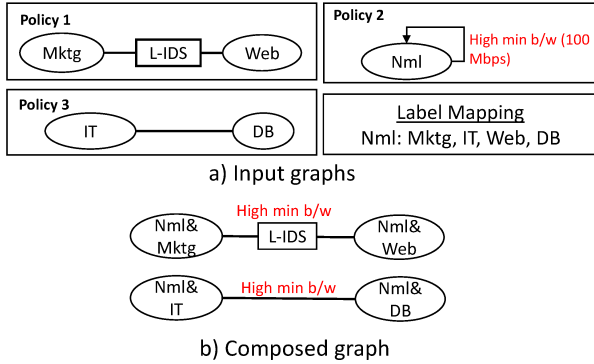 Policy 1
Mktg
L-IDS
Web
Policy 2
Nml
High min b/w (100
Mbps)
Policy 3
IT
DB
Label Mapping
Nml: Mktg, IT, Web, DB
a) Input graphs
High min b/w
Nml&
Mktg
L-IDS
Nml&
Web
Nml&
IT
High min b/w
Nml&
DB
b) Composed graph